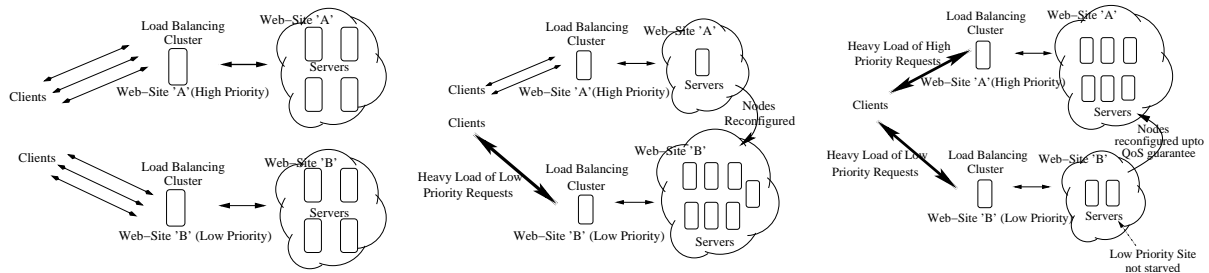 Web−Site 'A'
Load Balancing
Cluster
Servers
Clients
Web−Site 'A'(High Priority)
Clients
Load Balancing
Cluster
Web−Site 'B'
Servers
Web−Site 'B' (Low Priority)
Load Balancing
Cluster
Web−Site 'A'
Servers
Clients
Web−Site 'A'(High Priority)
Nodes
Reconfigured
Clients
Web−Site 'B'
Heavy Load of Low
Priority Requests
Load Balancing
Cluster
Web−Site 'B' (Low Priority)
Servers
Web−Site 'A'
Load Balancing
Cluster
Heavy Load of High
Priority Requests
Web−Site 'A'(High Priority)
Servers
Clients
Nodes
reconfigured upto
QoS guarantee
Heavy Load of Low
Priority Requests
Load Balancing
Cluster
Web−Site 'B'
Servers
Web−Site 'B' (Low Priority)
Low Priority Site
not starved